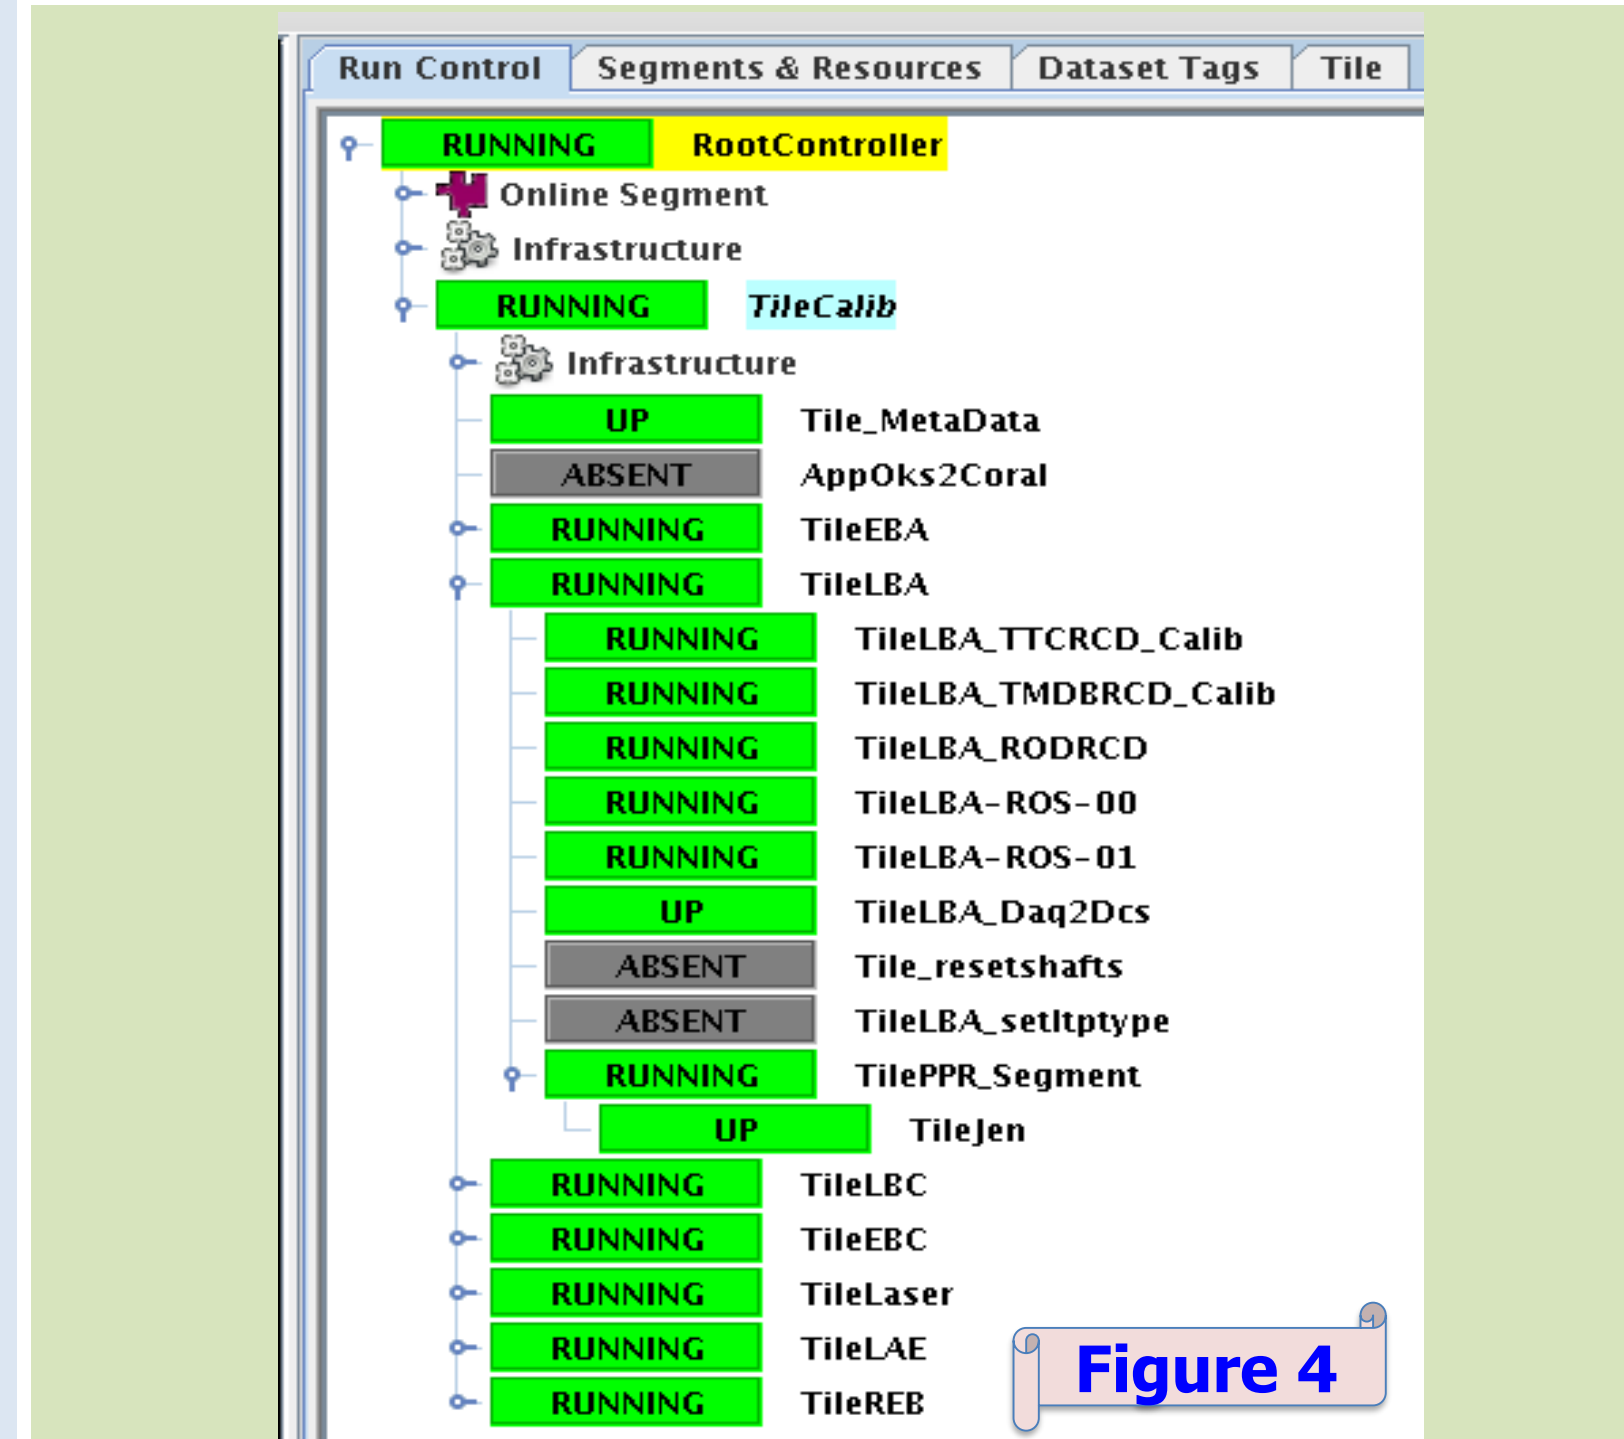 Run Control Segments & Resources Dataset Tags Tile
RUNNING RootController
Online Segment
Infrastructure
RUNNING TileCalib
Infrastructure
UP Tile_MetaData
ABSENT AppOks2Coral
RUNNING TileEBA
RUNNING TileLBA
RUNNING TileLBA_TTCRCD_Calib
RUNNING TileLBA_TMDBRCD_Calib
RUNNING TileLBA_RODRCD
RUNNING TileLBA-ROS-00
RUNNING TileLBA-ROS-01
UP TileLBA_Daq2Dcs
ABSENT Tile_resetshafts
ABSENT TileLBA_setltptype
RUNNING TilePPR_Segment
UP TileJen
RUNNING TileLBC
RUNNING TileEBC
RUNNING TileLaser
RUNNING TileLAE
RUNNING TileREB
Figure 4